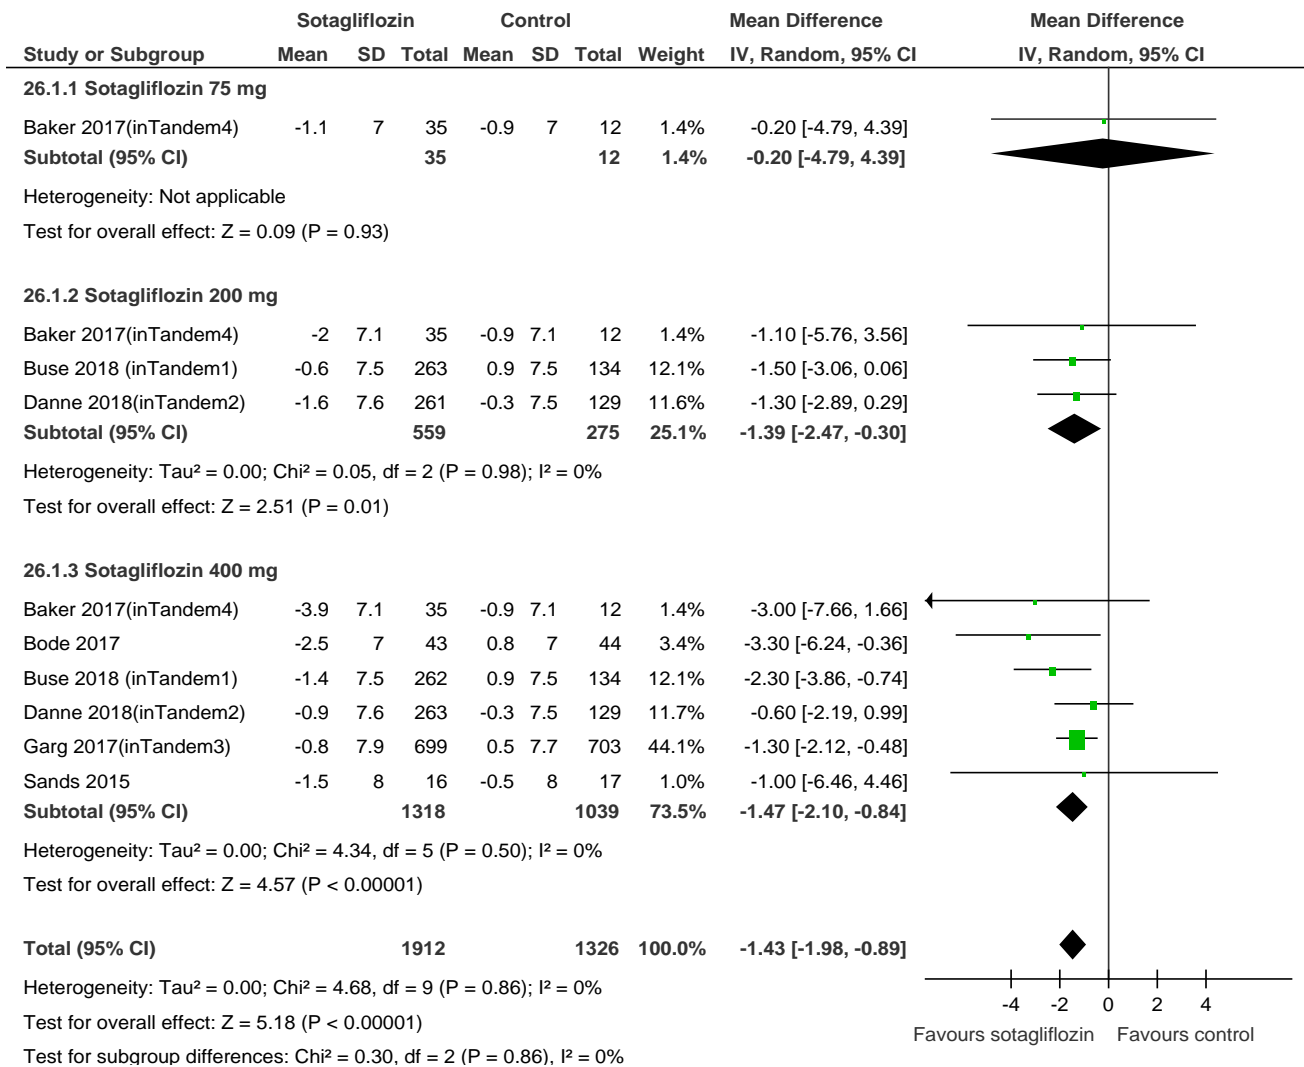 Sotagliflozin Control Mean Difference Mean Difference
Study or Subgroup Mean SD Total Mean SD Total Weight IV, Random, 95% CI IV, Random, 95% CI
26.1.1 Sotagliflozin 75 mg
Baker 2017(inTandem4) -1.1 7 35 -0.9 7 12 1.4% -0.20 [-4.79, 4.39]
Subtotal (95% CI) 35 12 1.4% -0.20 [-4.79, 4.39]
Heterogeneity: Not applicable
Test for overall effect: Z = 0.09 (P = 0.93)
26.1.2 Sotagliflozin 200 mg
Baker 2017(inTandem4) -2 7.1 35 -0.9 7.1 12 1.4% -1.10 [-5.76, 3.56]
Buse 2018 (inTandem1) -0.6 7.5 263 0.9 7.5 134 12.1% -1.50 [-3.06, 0.06]
Danne 2018(inTandem2) -1.6 7.6 261 -0.3 7.5 129 11.6% -1.30 [-2.89, 0.29]
Subtotal (95% CI) 559 275 25.1% -1.39 [-2.47, -0.30]
Heterogeneity: Tau² = 0.00; Chi² = 0.05, df = 2 (P = 0.98); I² = 0%
Test for overall effect: Z = 2.51 (P = 0.01)
26.1.3 Sotagliflozin 400 mg
Baker 2017(inTandem4) -3.9 7.1 35 -0.9 7.1 12 1.4% -3.00 [-7.66, 1.66]
Bode 2017 -2.5 7 43 0.8 7 44 3.4% -3.30 [-6.24, -0.36]
Buse 2018 (inTandem1) -1.4 7.5 262 0.9 7.5 134 12.1% -2.30 [-3.86, -0.74]
Danne 2018(inTandem2) -0.9 7.6 263 -0.3 7.5 129 11.7% -0.60 [-2.19, 0.99]
Garg 2017(inTandem3) -0.8 7.9 699 0.5 7.7 703 44.1% -1.30 [-2.12, -0.48]
Sands 2015 -1.5 8 16 -0.5 8 17 1.0% -1.00 [-6.46, 4.46]
Subtotal (95% CI) 1318 1039 73.5% -1.47 [-2.10, -0.84]
Heterogeneity: Tau² = 0.00; Chi² = 4.34, df = 5 (P = 0.50); I² = 0%
Test for overall effect: Z = 4.57 (P < 0.00001)
Total (95% CI) 1912 1326 100.0% -1.43 [-1.98, -0.89]
Heterogeneity: Tau² = 0.00; Chi² = 4.68, df = 9 (P = 0.86); I² = 0%
Test for overall effect: Z = 5.18 (P < 0.00001)
Test for subgroup differences: Chi² = 0.30, df = 2 (P = 0.86), I² = 0%
-4 -2 0 2 4
Favours sotagliflozin Favours control